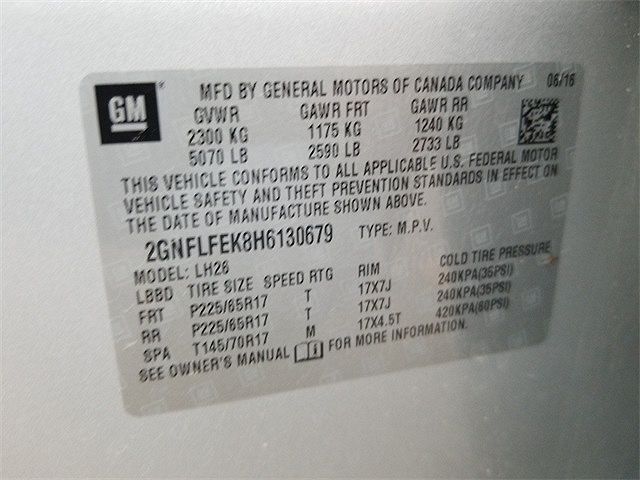 GM
MFD BY GENERAL MOTORS OF CANADA COMPANY 08/16
GVWR GAWR FRT GAWR RR
2300 KG 1175 KG 1240 KG
5070 LB 2590 LB 2733 LB
THIS VEHICLE CONFORMS TO ALL APPLICABLE U.S. FEDERAL MOTOR
VEHICLE SAFETY AND THEFT PREVENTION STANDARDS IN EFFECT ON
THE DATE OF MANUFACTURE SHOWN ABOVE.
2GNFLFEK8H6130679 TYPE: M.P.V.
MODEL: LH26
LBBD TIRE SIZE SPEED RTG RIM COLD TIRE PRESSURE
FRT P225/65R17 T 17X7J 240KPA(35PSI)
RR P225/65R17 T 17X7J 240KPA(35PSI)
SPA T145/70R17 M 17X4.5T 420KPA(60PSI)
SEE OWNER'S MANUAL FOR MORE INFORMATION.